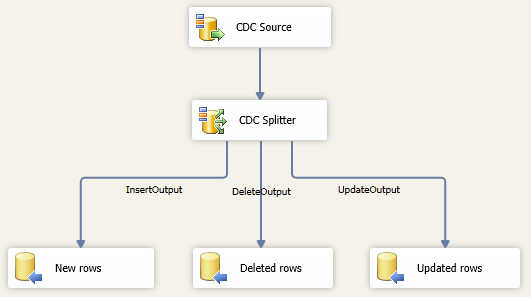 CDC Source
CDC Splitter
InsertOutput
DeleteOutput
UpdateOutput
New rows
Deleted rows
Updated rows